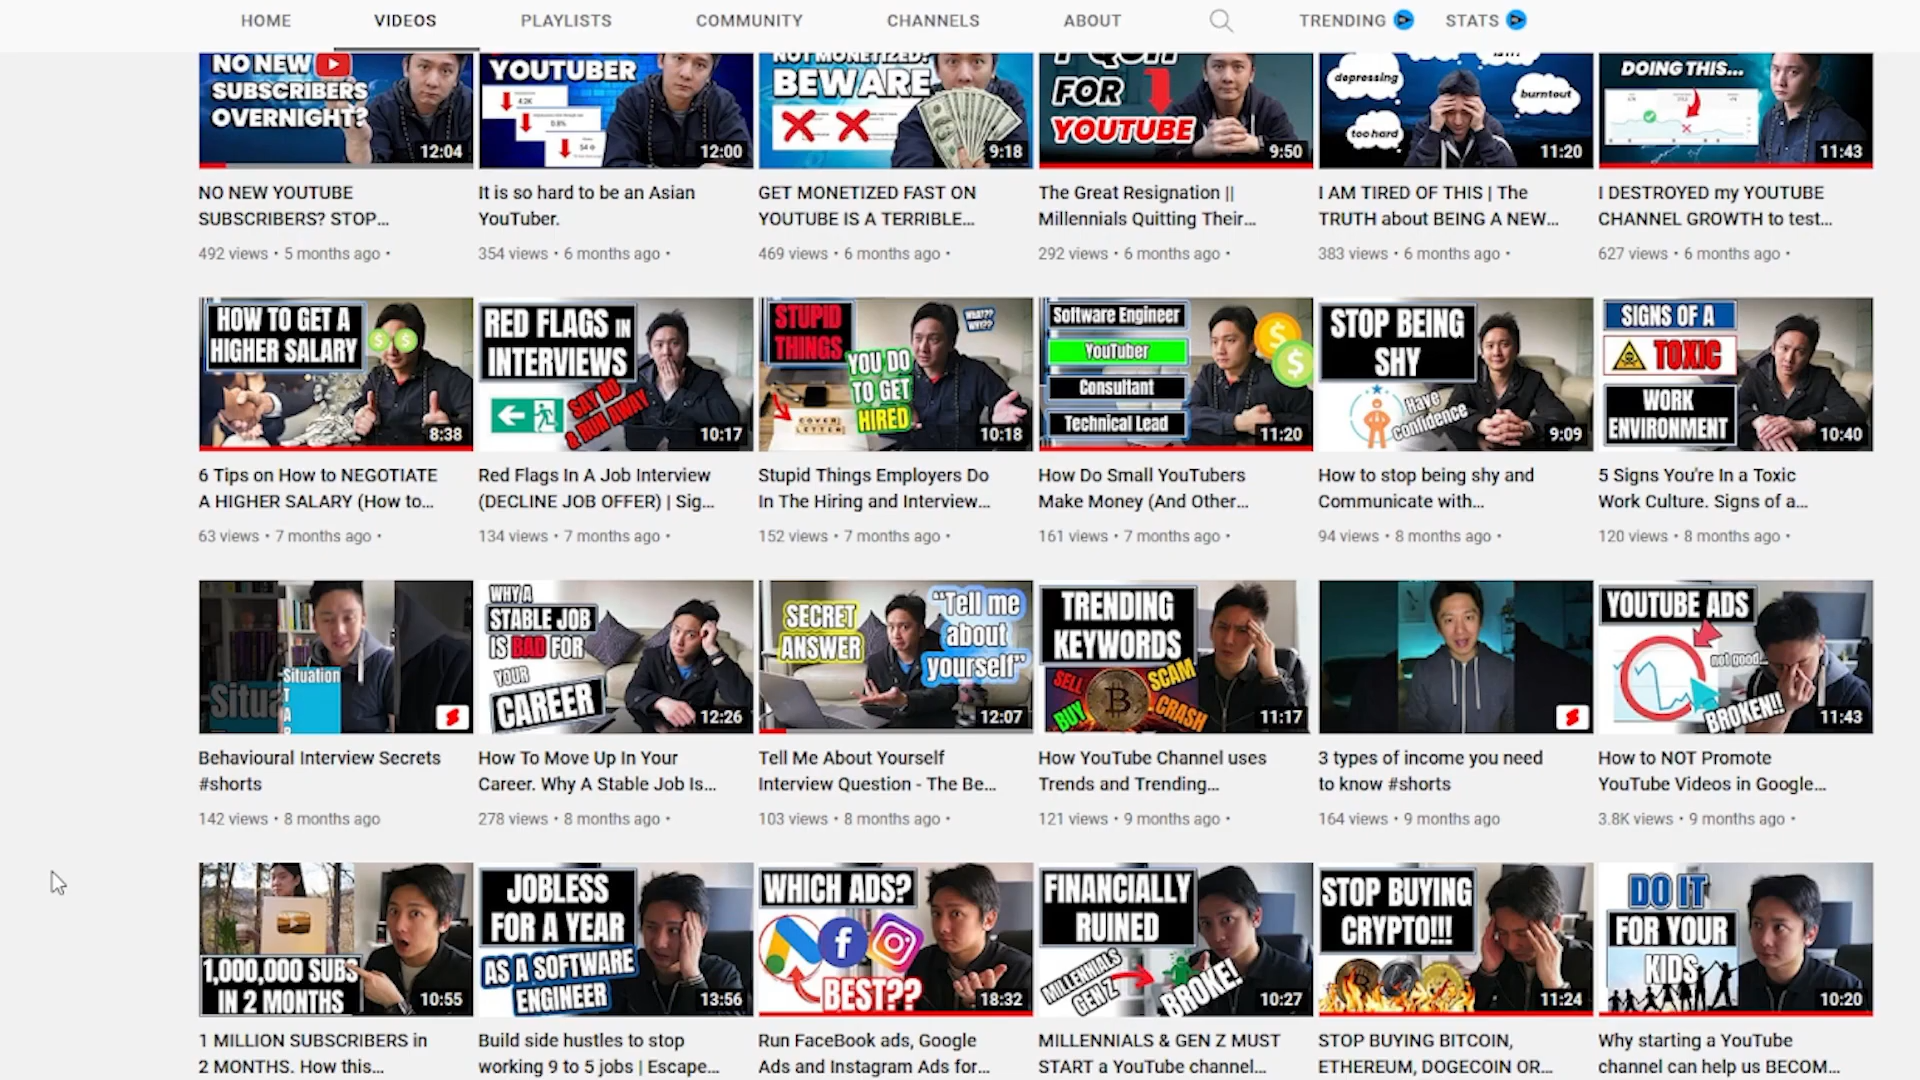 HOME VIDEOS PLAYLISTS COMMUNITY CHANNELS ABOUT TRENDING STATS
NO NEW
SUBSCRIBERS
OVERNIGHT?
12:04
YOUTUBER
4.2K
0.8%
12:00
NOT MONETIZED?
BEWARE
9:18
I QUIT
FOR
YOUTUBE
9:50
depressing
burntout
too hard
11:20
DOING THIS...
11:43
NO NEW YOUTUBE
SUBSCRIBERS? STOP...
492 views • 5 months ago •
It is so hard to be an Asian
YouTuber.
354 views • 6 months ago •
GET MONETIZED FAST ON
YOUTUBE IS A TERRIBLE...
469 views • 6 months ago •
The Great Resignation ||
Millennials Quitting Their...
292 views • 6 months ago •
I AM TIRED OF THIS | The
TRUTH about BEING A NEW...
383 views • 6 months ago •
I DESTROYED my YOUTUBE
CHANNEL GROWTH to test...
627 views • 6 months ago •
HOW TO GET A
HIGHER SALARY
8:38
RED FLAGS IN
INTERVIEWS
SAY NO
& RUN AWAY
10:17
STUPID
THINGS
WHAT??
WHY??
YOU DO
TO GET
HIRED
COVER
LETTER
10:18
Software Engineer
YouTuber
Consultant
Technical Lead
11:20
STOP BEING
SHY
Have
Confidence
9:09
SIGNS OF A
TOXIC
WORK
ENVIRONMENT
10:40
6 Tips on How to NEGOTIATE
A HIGHER SALARY (How to...
63 views • 7 months ago •
Red Flags In A Job Interview
(DECLINE JOB OFFER) | Sig...
134 views • 7 months ago •
Stupid Things Employers Do
In The Hiring and Interview...
152 views • 7 months ago •
How Do Small YouTubers
Make Money (And Other...
161 views • 7 months ago •
How to stop being shy and
Communicate with...
94 views • 8 months ago •
5 Signs You're In a Toxic
Work Culture. Signs of a...
120 views • 8 months ago •
Situation
T
A
WHY A
STABLE JOB
IS BAD FOR
YOUR
CAREER
12:26
SECRET
ANSWER
"Tell me
about
yourself"
12:07
TRENDING
KEYWORDS
SELL
BUY
SCAM
CRASH
11:17
YOUTUBE ADS
not good...
BROKEN!!
11:43
Behavioural Interview Secrets
#shorts
142 views • 8 months ago
How To Move Up In Your
Career. Why A Stable Job Is...
278 views • 8 months ago •
Tell Me About Yourself
Interview Question - The Be...
103 views • 8 months ago •
How YouTube Channel uses
Trends and Trending...
121 views • 9 months ago •
3 types of income you need
to know #shorts
164 views • 9 months ago
How to NOT Promote
YouTube Videos in Google...
3.8K views • 9 months ago •
1,000,000 SUBS
IN 2 MONTHS
10:55
JOBLESS
FOR A YEAR
AS A SOFTWARE
ENGINEER
13:56
WHICH ADS?
BEST??
18:32
FINANCIALLY
RUINED
MILLENNIALS
GEN Z
BROKE!
10:27
STOP BUYING
CRYPTO!!!
11:24
DO IT
FOR YOUR
KIDS
10:20
1 MILLION SUBSCRIBERS in
2 MONTHS. How this...
Build side hustles to stop
working 9 to 5 jobs | Escape...
Run FaceBook ads, Google
Ads and Instagram Ads for...
MILLENNIALS & GEN Z MUST
START a YouTube channel...
STOP BUYING BITCOIN,
ETHEREUM, DOGECOIN OR...
Why starting a YouTube
channel can help us BECOM...